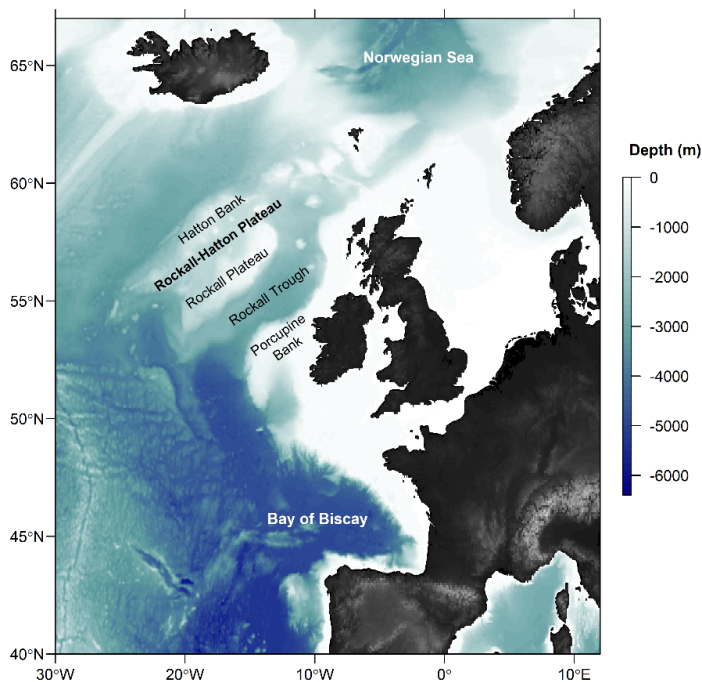 65°N
60°N
55°N
50°N
45°N
40°N
30°W
20°W
10°W
0°
10°E
Norwegian Sea
Hatton Bank
Rockall-Hatton Plateau
Rockall Plateau
Rockall Trough
Porcupine
Bank
Bay of Biscay
Depth (m)
0
-1000
-2000
-3000
-4000
-5000
-6000